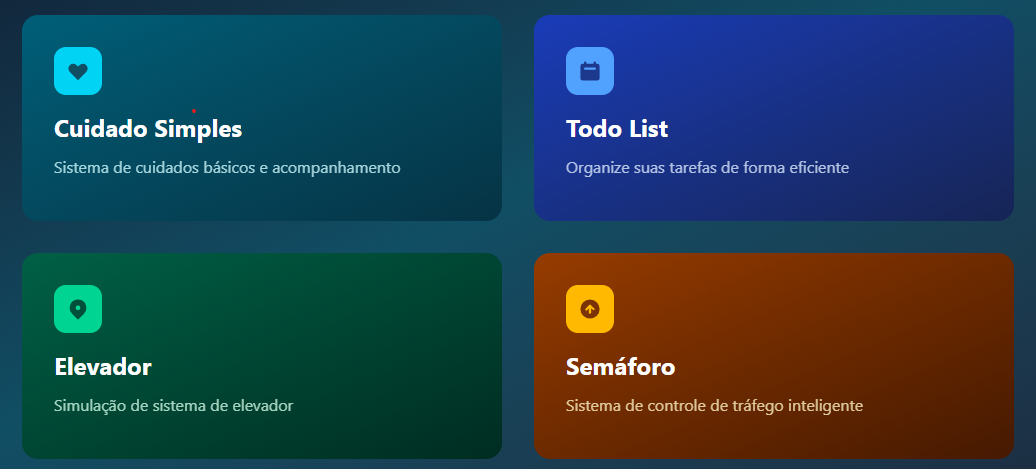 Cuidado Simples
Sistema de cuidados básicos e acompanhamento
Todo List
Organize suas tarefas de forma eficiente
Elevador
Simulação de sistema de elevador
Semáforo
Sistema de controle de tráfego inteligente